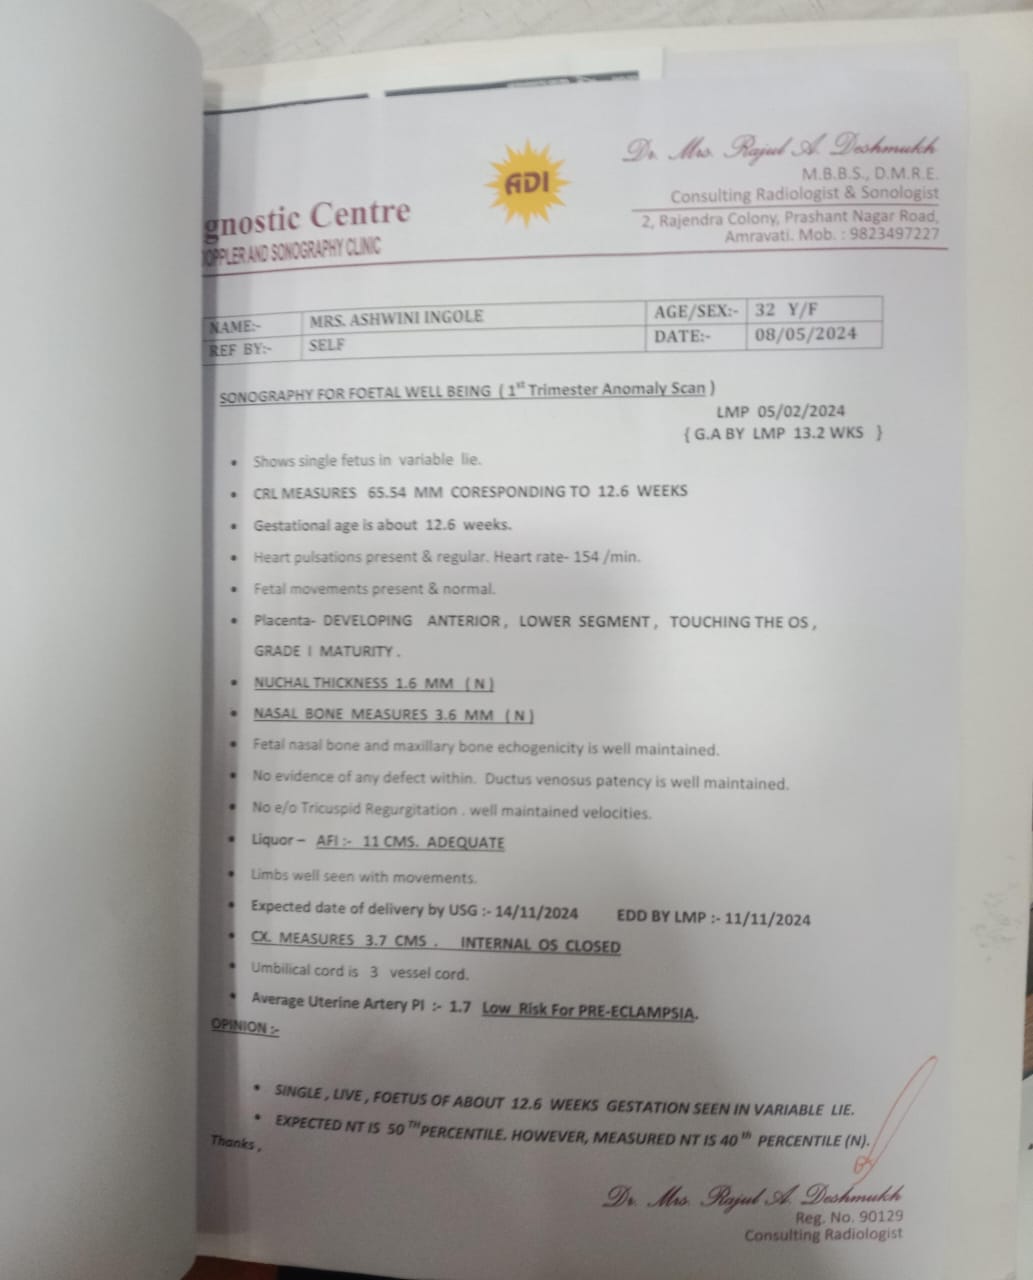 Dr. Mrs. Rajul A. Deshmukh
M.B.B.S., D.M.R.E.
Consulting Radiologist & Sonologist
2, Rajendra Colony, Prashant Nagar Road,
Amravati. Mob. : 9823497227
ADI
gnostic Centre
OPPLER AND SONOGRAPHY CLINIC
NAME:- MRS. ASHWINI INGOLE AGE/SEX:- 32 Y/F
REF BY:- SELF DATE:- 08/05/2024
SONOGRAPHY FOR FOETAL WELL BEING ( 1st Trimester Anomaly Scan )
LMP 05/02/2024
{ G.A BY LMP 13.2 WKS }
• Shows single fetus in variable lie.
• CRL MEASURES 65.54 MM CORESPONDING TO 12.6 WEEKS
• Gestational age is about 12.6 weeks.
• Heart pulsations present & regular. Heart rate- 154 /min.
• Fetal movements present & normal.
• Placenta- DEVELOPING ANTERIOR , LOWER SEGMENT , TOUCHING THE OS ,
GRADE I MATURITY .
• NUCHAL THICKNESS 1.6 MM ( N )
• NASAL BONE MEASURES 3.6 MM ( N )
• Fetal nasal bone and maxillary bone echogenicity is well maintained.
• No evidence of any defect within. Ductus venosus patency is well maintained.
• No e/o Tricuspid Regurgitation . well maintained velocities.
• Liquor – AFI :- 11 CMS. ADEQUATE
• Limbs well seen with movements.
• Expected date of delivery by USG :- 14/11/2024 EDD BY LMP :- 11/11/2024
• CX. MEASURES 3.7 CMS . INTERNAL OS CLOSED
• Umbilical cord is 3 vessel cord.
• Average Uterine Artery PI :- 1.7 Low Risk For PRE-ECLAMPSIA.
OPINION :-
• SINGLE , LIVE , FOETUS OF ABOUT 12.6 WEEKS GESTATION SEEN IN VARIABLE LIE.
• EXPECTED NT IS 50 TH PERCENTILE. HOWEVER, MEASURED NT IS 40 th PERCENTILE (N).
Thanks ,
Dr. Mrs. Rajul A. Deshmukh
Reg. No. 90129
Consulting Radiologist